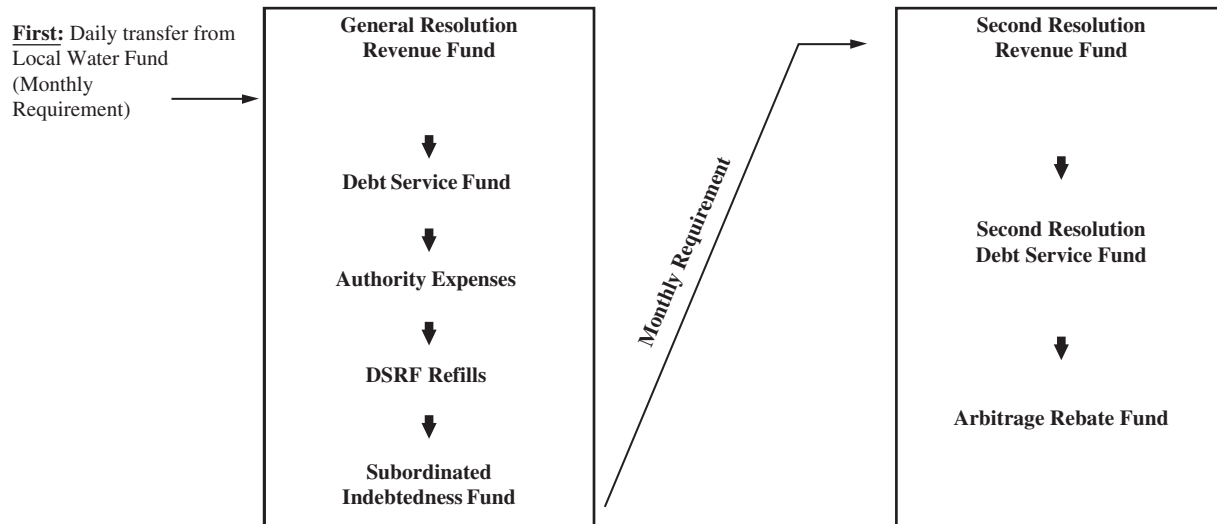 First: Daily transfer from
Local Water Fund
(Monthly
Requirement)
General Resolution
Revenue Fund
Debt Service Fund
Authority Expenses
DSRF Refills
Subordinated
Indebtedness Fund
Monthly Requirement
Second Resolution
Revenue Fund
Second Resolution
Debt Service Fund
Arbitrage Rebate Fund